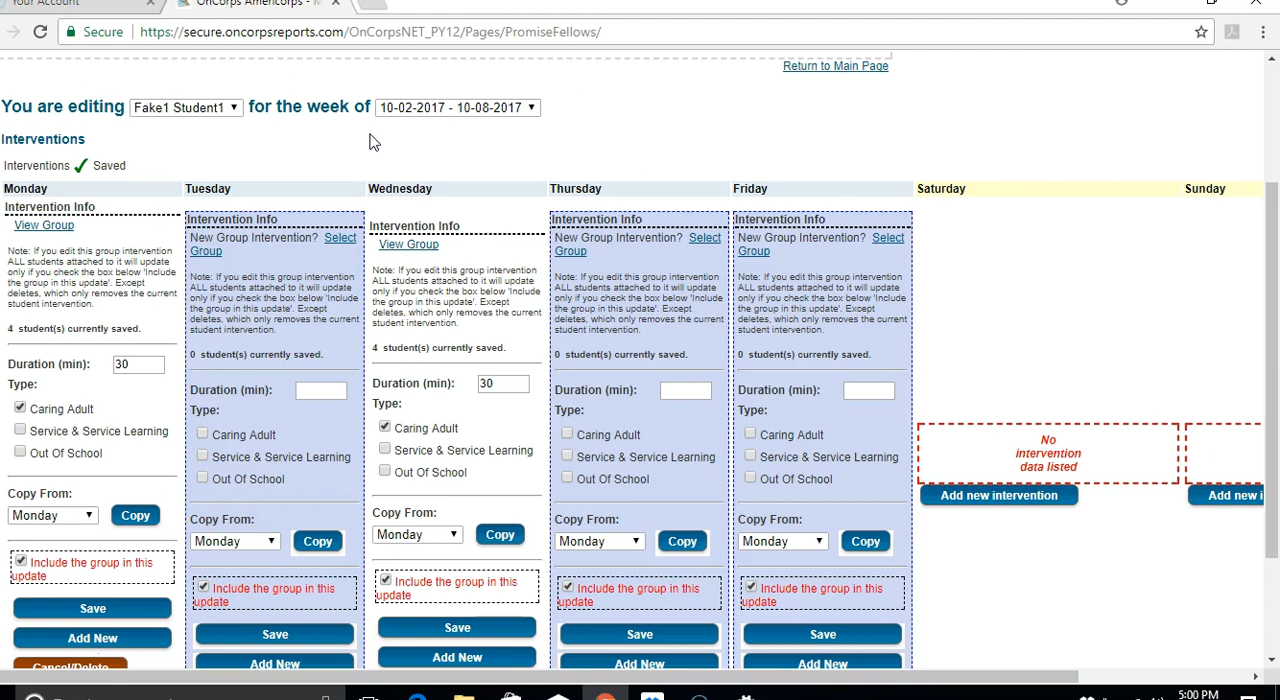 Your Account
OnCorps Americorps -
Secure https://secure.oncorpsreports.com/OnCorpsNET_PY12/Pages/PromiseFellows/
Return to Main Page
You are editing Fake1 Student1 for the week of 10-02-2017 - 10-08-2017
Interventions
Interventions Saved
Monday Tuesday Wednesday Thursday Friday Saturday Sunday
Intervention Info
View Group
Note: If you edit this group intervention
ALL students attached to it will update
only if you check the box below 'Include
the group in this update'. Except
deletes, which only removes the current
student intervention.
4 student(s) currently saved.
Duration (min): 30
Type:
Caring Adult
Service & Service Learning
Out Of School
Copy From:
Monday Copy
Include the group in this
update
Save
Add New
Cancel/Delete
Intervention Info
New Group Intervention? Select
Group
Note: If you edit this group intervention
ALL students attached to it will update
only if you check the box below 'Include
the group in this update'. Except
deletes, which only removes the current
student intervention.
0 student(s) currently saved.
Duration (min):
Type:
Caring Adult
Service & Service Learning
Out Of School
Copy From:
Monday Copy
Include the group in this
update
Save
Add New
Intervention Info
View Group
Note: If you edit this group intervention
ALL students attached to it will update
only if you check the box below 'Include
the group in this update'. Except
deletes, which only removes the current
student intervention.
4 student(s) currently saved.
Duration (min): 30
Type:
Caring Adult
Service & Service Learning
Out Of School
Copy From:
Monday Copy
Include the group in this
update
Save
Add New
Intervention Info
New Group Intervention? Select
Group
Note: If you edit this group intervention
ALL students attached to it will update
only if you check the box below 'Include
the group in this update'. Except
deletes, which only removes the current
student intervention.
0 student(s) currently saved.
Duration (min):
Type:
Caring Adult
Service & Service Learning
Out Of School
Copy From:
Monday Copy
Include the group in this
update
Save
Add New
Intervention Info
New Group Intervention? Select
Group
Note: If you edit this group intervention
ALL students attached to it will update
only if you check the box below 'Include
the group in this update'. Except
deletes, which only removes the current
student intervention.
0 student(s) currently saved.
Duration (min):
Type:
Caring Adult
Service & Service Learning
Out Of School
Copy From:
Monday Copy
Include the group in this
update
Save
Add New
No
intervention
data listed
Add new intervention
Add new i
5:00 PM